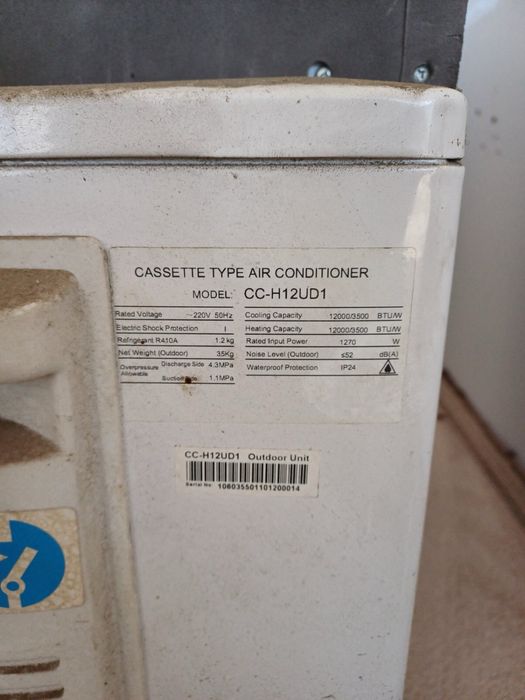 CASSETTE TYPE AIR CONDITIONER
MODEL: CC-H12UD1
Rated Voltage ~220V 50Hz Cooling Capacity 12000/3500 BTU/W
Electric Shock Protection I Heating Capacity 12000/3500 BTU/W
Refrigerant R410A 1.2 kg Rated Input Power 1270 W
Net Weight (Outdoor) 35Kg Noise Level (Outdoor) ≤52 dB(A)
Overpressure Allowable Discharge Side 4.3MPa Waterproof Protection IP24
Suction Side 1.1MPa
CC-H12UD1 Outdoor Unit
Serial No: 106035501101200014